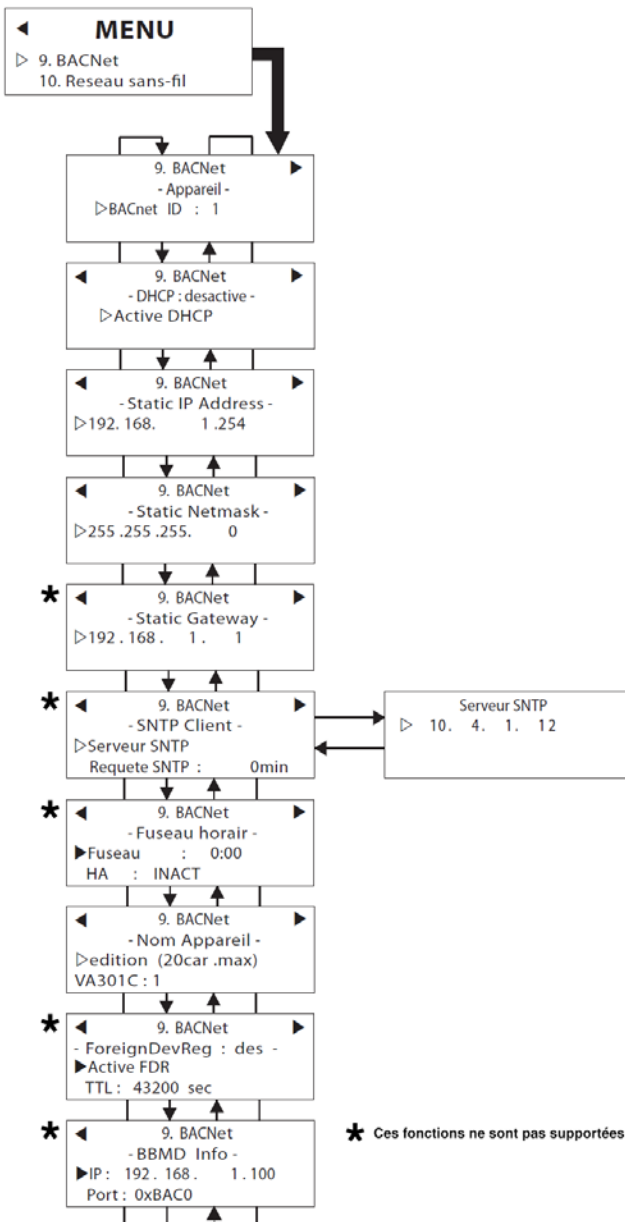 ◀ MENU
▷ 9. BACNet
10. Reseau sans-fil
9. BACNet ▶
- Appareil -
▷BACnet ID : 1
◀ 9. BACNet ▶
- DHCP : desactive -
▷Active DHCP
◀ 9. BACNet ▶
- Static IP Address -
▷192. 168. 1 .254
◀ 9. BACNet ▶
- Static Netmask -
▷255 .255 .255. 0
* ◀ 9. BACNet ▶
- Static Gateway -
▷192 . 168 . 1 . 1
* ◀ 9. BACNet ▶
- SNTP Client -
▷Serveur SNTP
Requete SNTP : 0min
Serveur SNTP
▷ 10. 4. 1. 12
* ◀ 9. BACNet ▶
- Fuseau horair -
▶Fuseau : 0:00
HA : INACT
◀ 9. BACNet ▶
- Nom Appareil -
▷edition (20car .max)
VA301C : 1
* ◀ 9. BACNet ▶
- ForeignDevReg : des -
▶Active FDR
TTL : 43200 sec
* ◀ 9. BACNet ▶
- BBMD Info -
▶IP : 192. 168. 1.100
Port : 0xBAC0
* Ces fonctions ne sont pas supportées